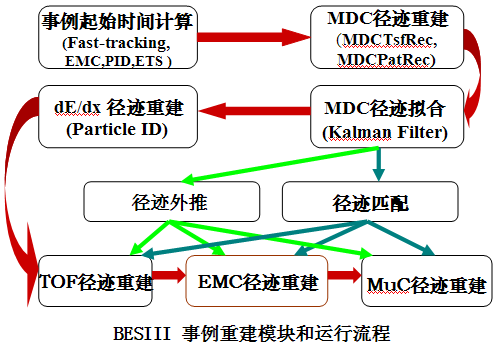 事例起始时间计算
(Fast-tracking,
EMC,PID,ETS )
MDC径迹重建
(MDCTsfRec,
MDCPatRec)
dE/dx 径迹重建
(Particle ID)
MDC径迹拟合
(Kalman Filter)
径迹外推
径迹匹配
TOF径迹重建
EMC径迹重建
MuC径迹重建
BESIII 事例重建模块和运行流程